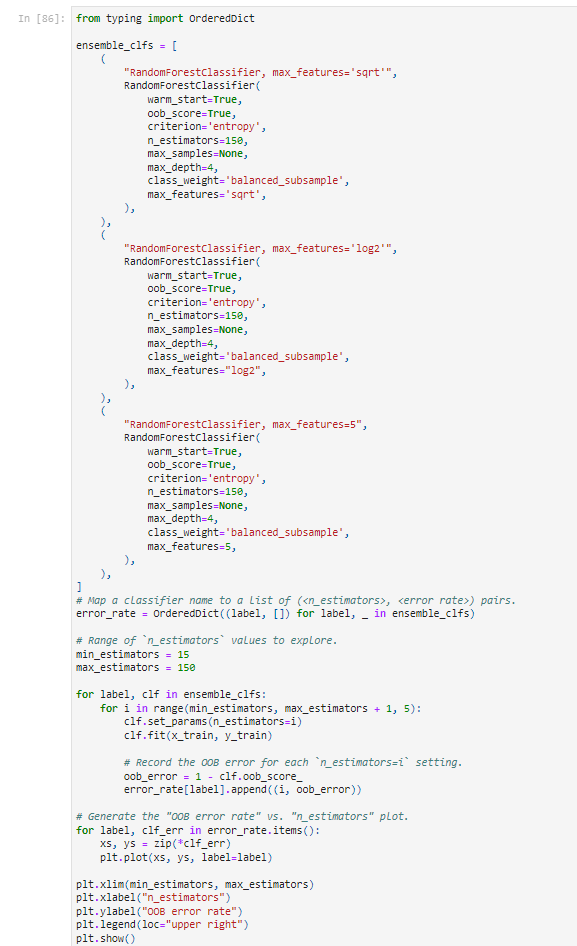 In [86]: from typing import OrderedDict
ensemble_clfs = [
    (
        "RandomForestClassifier, max_features='sqrt'",
        RandomForestClassifier(
            warm_start=True,
            oob_score=True,
            criterion='entropy',
            n_estimators=150,
            max_samples=None,
            max_depth=4,
            class_weight='balanced_subsample',
            max_features='sqrt',
        ),
    ),
    (
        "RandomForestClassifier, max_features='log2'",
        RandomForestClassifier(
            warm_start=True,
            oob_score=True,
            criterion='entropy',
            n_estimators=150,
            max_samples=None,
            max_depth=4,
            class_weight='balanced_subsample',
            max_features="log2",
        ),
    ),
    (
        "RandomForestClassifier, max_features=5",
        RandomForestClassifier(
            warm_start=True,
            oob_score=True,
            criterion='entropy',
            n_estimators=150,
            max_samples=None,
            max_depth=4,
            class_weight='balanced_subsample',
            max_features=5,
        ),
    ),
]
# Map a classifier name to a list of (<n_estimators>, <error rate>) pairs.
error_rate = OrderedDict((label, []) for label, _ in ensemble_clfs)
# Range of `n_estimators` values to explore.
min_estimators = 15
max_estimators = 150
for label, clf in ensemble_clfs:
    for i in range(min_estimators, max_estimators + 1, 5):
        clf.set_params(n_estimators=i)
        clf.fit(x_train, y_train)
        # Record the OOB error for each `n_estimators=i` setting.
        oob_error = 1 - clf.oob_score_
        error_rate[label].append((i, oob_error))
# Generate the "OOB error rate" vs. "n_estimators" plot.
for label, clf_err in error_rate.items():
    xs, ys = zip(*clf_err)
    plt.plot(xs, ys, label=label)
plt.xlim(min_estimators, max_estimators)
plt.xlabel("n_estimators")
plt.ylabel("OOB error rate")
plt.legend(loc="upper right")
plt.show()